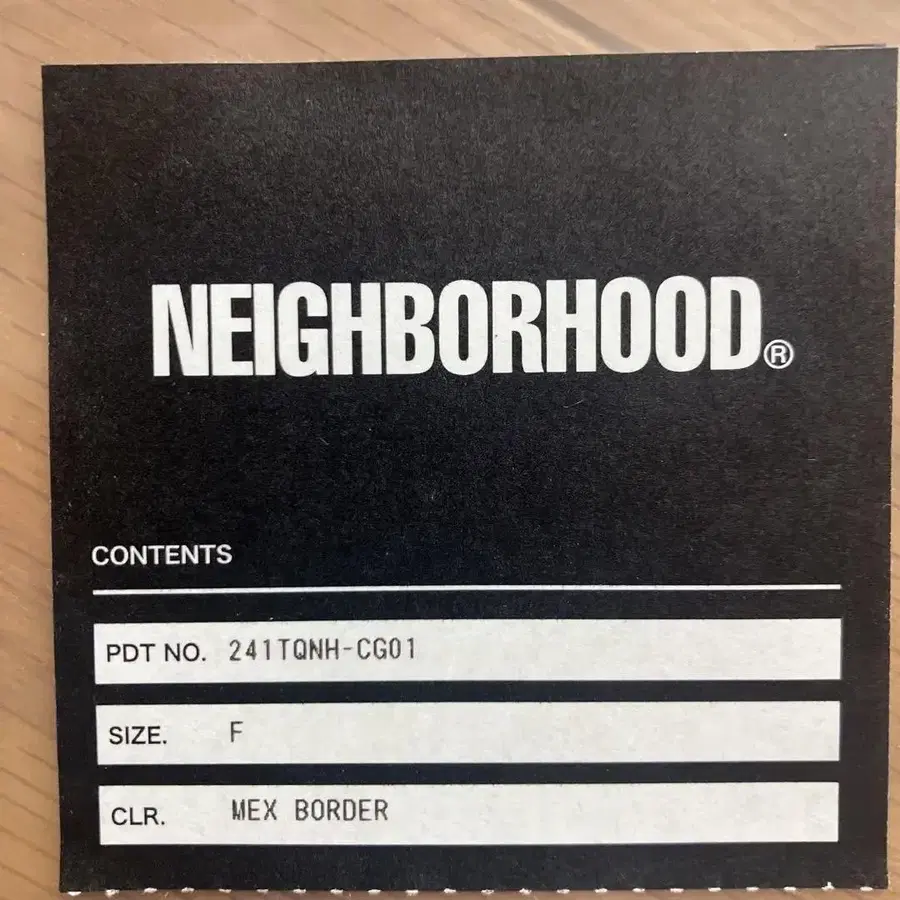 NEIGHBORHOOD®
CONTENTS
PDT NO. 241TQNH-CG01
SIZE. F
CLR. MEX BORDER